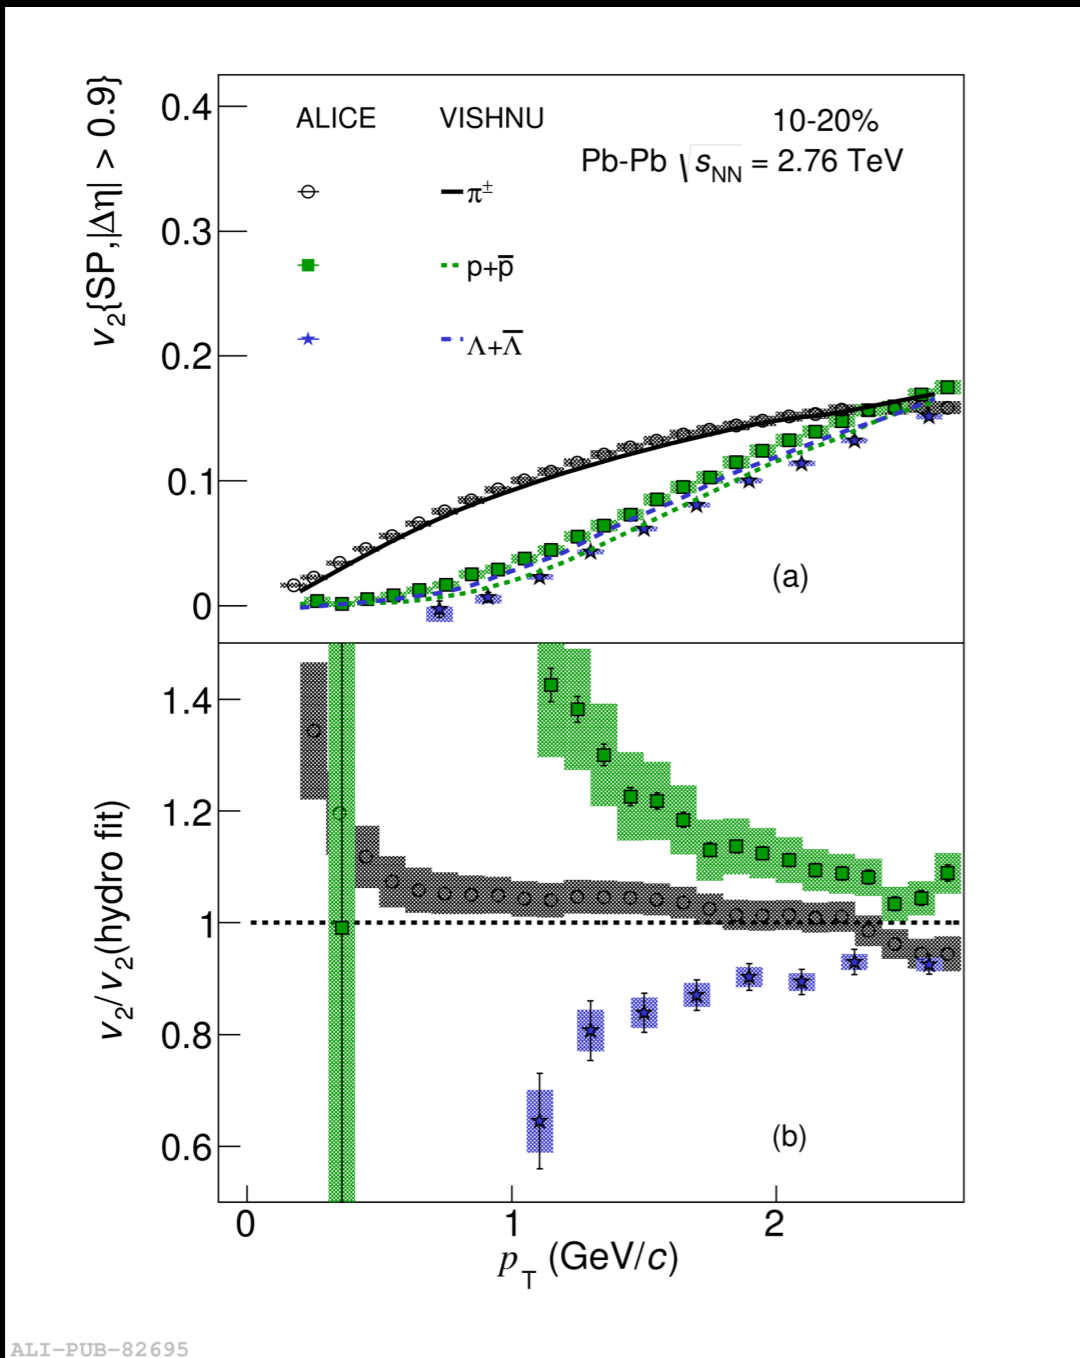 v₂{SP,|Δη| > 0.9}
0.4
0.3
0.2
0.1
0
ALICE VISHNU
10-20%
Pb-Pb √sNN = 2.76 TeV
π±
p+p̅
Λ+Λ̅
(a)
v₂/v₂(hydro fit)
1.4
1.2
1
0.8
0.6
(b)
0 1 2
pT (GeV/c)
ALI-PUB-82695